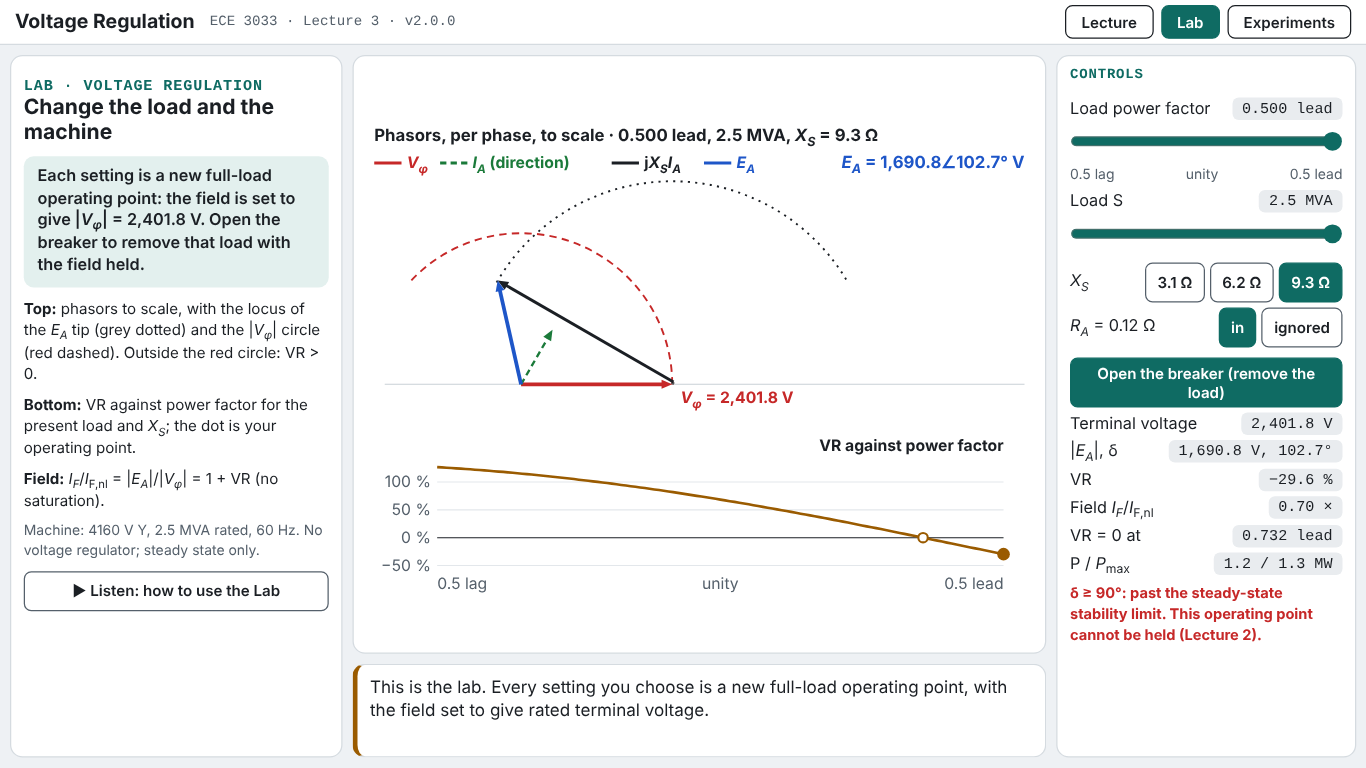 Voltage Regulation
ECE 3033 · Lecture 3 · v2.0.0
Lecture
Lab
Experiments
LAB · VOLTAGE REGULATION
Change the load and the
machine
Each setting is a new full-load
operating point: the field is set to
give |Vφ| = 2,401.8 V. Open the
breaker to remove that load with
the field held.
Top: phasors to scale, with the locus of
the EA tip (grey dotted) and the |Vφ| circle
(red dashed). Outside the red circle: VR >
0.
Bottom: VR against power factor for the
present load and XS; the dot is your
operating point.
Field: IF/IF,nl = |EA|/|Vφ| = 1 + VR (no
saturation).
Machine: 4160 V Y, 2.5 MVA rated, 60 Hz. No
voltage regulator; steady state only.
▶ Listen: how to use the Lab
Phasors, per phase, to scale · 0.500 lead, 2.5 MVA, XS = 9.3 Ω
Vφ
IA (direction)
jXSIA
EA
EA = 1,690.8∠102.7° V
Vφ = 2,401.8 V
VR against power factor
100 %
50 %
0 %
−50 %
0.5 lag
unity
0.5 lead
This is the lab. Every setting you choose is a new full-load operating point, with
the field set to give rated terminal voltage.
CONTROLS
Load power factor
0.500 lead
0.5 lag
unity
0.5 lead
Load S
2.5 MVA
XS
3.1 Ω
6.2 Ω
9.3 Ω
RA = 0.12 Ω
in
ignored
Open the breaker (remove the
load)
Terminal voltage
2,401.8 V
|EA|, δ
1,690.8 V, 102.7°
VR
−29.6 %
Field IF/IF,nl
0.70 ×
VR = 0 at
0.732 lead
P / Pmax
1.2 / 1.3 MW
δ ≥ 90°: past the steady-state
stability limit. This operating point
cannot be held (Lecture 2).